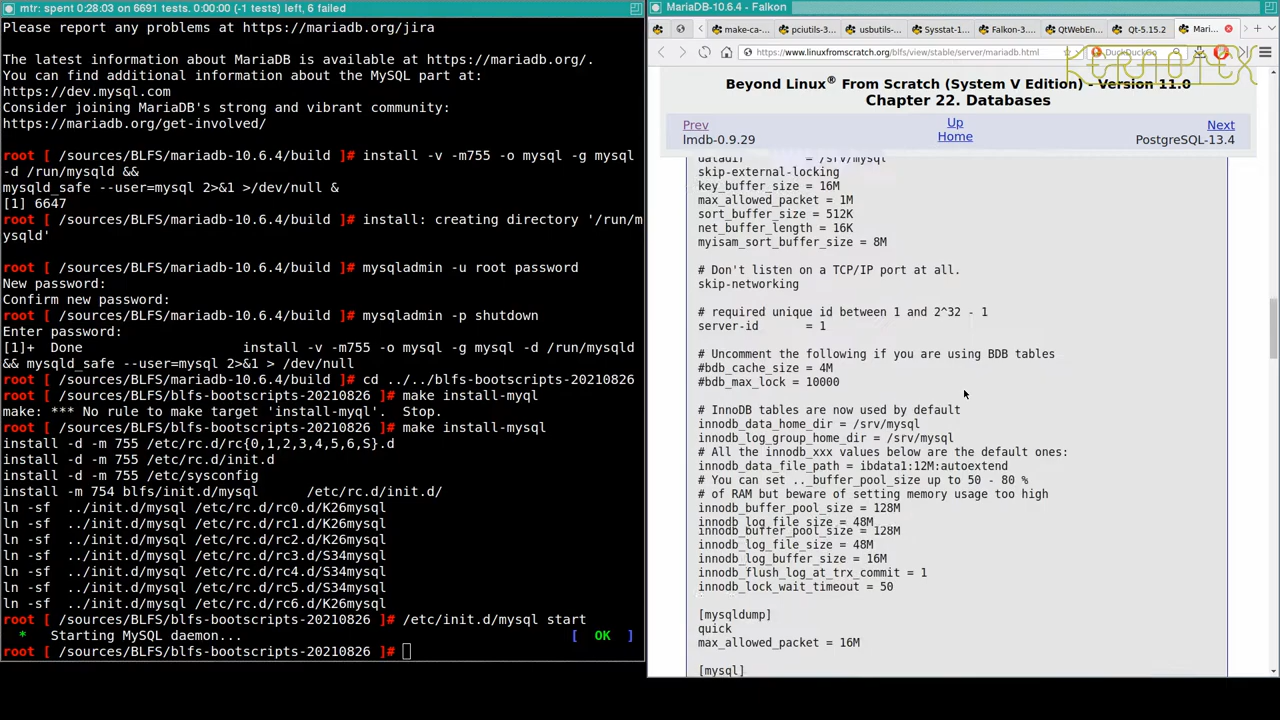 mtr: spent 0:28:03 on 6691 tests. 0:00:00 (-1 tests) left, 6 failed
Please report any problems at https://mariadb.org/jira
The latest information about MariaDB is available at https://mariadb.org/.
You can find additional information about the MySQL part at:
https://dev.mysql.com
Consider joining MariaDB's strong and vibrant community:
https://mariadb.org/get-involved/
root [ /sources/BLFS/mariadb-10.6.4/build ]# install -v -m755 -o mysql -g mysql
-d /run/mysqld &&
mysqld_safe --user=mysql 2>&1 >/dev/null &
[1] 6647
root [ /sources/BLFS/mariadb-10.6.4/build ]# install: creating directory '/run/m
ysqld'
root [ /sources/BLFS/mariadb-10.6.4/build ]# mysqladmin -u root password
New password:
Confirm new password:
root [ /sources/BLFS/mariadb-10.6.4/build ]# mysqladmin -p shutdown
Enter password:
[1]+  Done                    install -v -m755 -o mysql -g mysql -d /run/mysqld
&& mysqld_safe --user=mysql 2>&1 > /dev/null
root [ /sources/BLFS/mariadb-10.6.4/build ]# cd ../../blfs-bootscripts-20210826
root [ /sources/BLFS/blfs-bootscripts-20210826 ]# make install-myql
make: *** No rule to make target 'install-myql'.  Stop.
root [ /sources/BLFS/blfs-bootscripts-20210826 ]# make install-mysql
install -d -m 755 /etc/rc.d/rc{0,1,2,3,4,5,6,S}.d
install -d -m 755 /etc/rc.d/init.d
install -d -m 755 /etc/sysconfig
install -m 754 blfs/init.d/mysql       /etc/rc.d/init.d/
ln -sf  ../init.d/mysql /etc/rc.d/rc0.d/K26mysql
ln -sf  ../init.d/mysql /etc/rc.d/rc1.d/K26mysql
ln -sf  ../init.d/mysql /etc/rc.d/rc2.d/K26mysql
ln -sf  ../init.d/mysql /etc/rc.d/rc3.d/S34mysql
ln -sf  ../init.d/mysql /etc/rc.d/rc4.d/S34mysql
ln -sf  ../init.d/mysql /etc/rc.d/rc5.d/S34mysql
ln -sf  ../init.d/mysql /etc/rc.d/rc6.d/K26mysql
root [ /sources/BLFS/blfs-bootscripts-20210826 ]# /etc/init.d/mysql start
 *   Starting MySQL daemon...                                          [  OK  ]
root [ /sources/BLFS/blfs-bootscripts-20210826 ]#
MariaDB-10.6.4 - Falkon
make-ca-... pciutils-3... usbutils-... Sysstat-1... Falkon-3... QtWebEn... Qt-5.15.2 Mari...
https://www.linuxfromscratch.org/blfs/view/stable/server/mariadb.html DuckDuckGo
KERNOTEX
Beyond Linux® From Scratch (System V Edition) - Version 11.0
Chapter 22. Databases
Prev Up Next
lmdb-0.9.29 Home PostgreSQL-13.4
datadir         = /srv/mysql
skip-external-locking
key_buffer_size = 16M
max_allowed_packet = 1M
sort_buffer_size = 512K
net_buffer_length = 16K
myisam_sort_buffer_size = 8M
# Don't listen on a TCP/IP port at all.
skip-networking
# required unique id between 1 and 2^32 - 1
server-id       = 1
# Uncomment the following if you are using BDB tables
#bdb_cache_size = 4M
#bdb_max_lock = 10000
# InnoDB tables are now used by default
innodb_data_home_dir = /srv/mysql
innodb_log_group_home_dir = /srv/mysql
# All the innodb_xxx values below are the default ones:
innodb_data_file_path = ibdata1:12M:autoextend
# You can set .._buffer_pool_size up to 50 - 80 %
# of RAM but beware of setting memory usage too high
innodb_buffer_pool_size = 128M
innodb_log_file_size = 48M
innodb_buffer_pool_size = 128M
innodb_log_file_size = 48M
innodb_log_buffer_size = 16M
innodb_flush_log_at_trx_commit = 1
innodb_lock_wait_timeout = 50
[mysqldump]
quick
max_allowed_packet = 16M
[mysql]